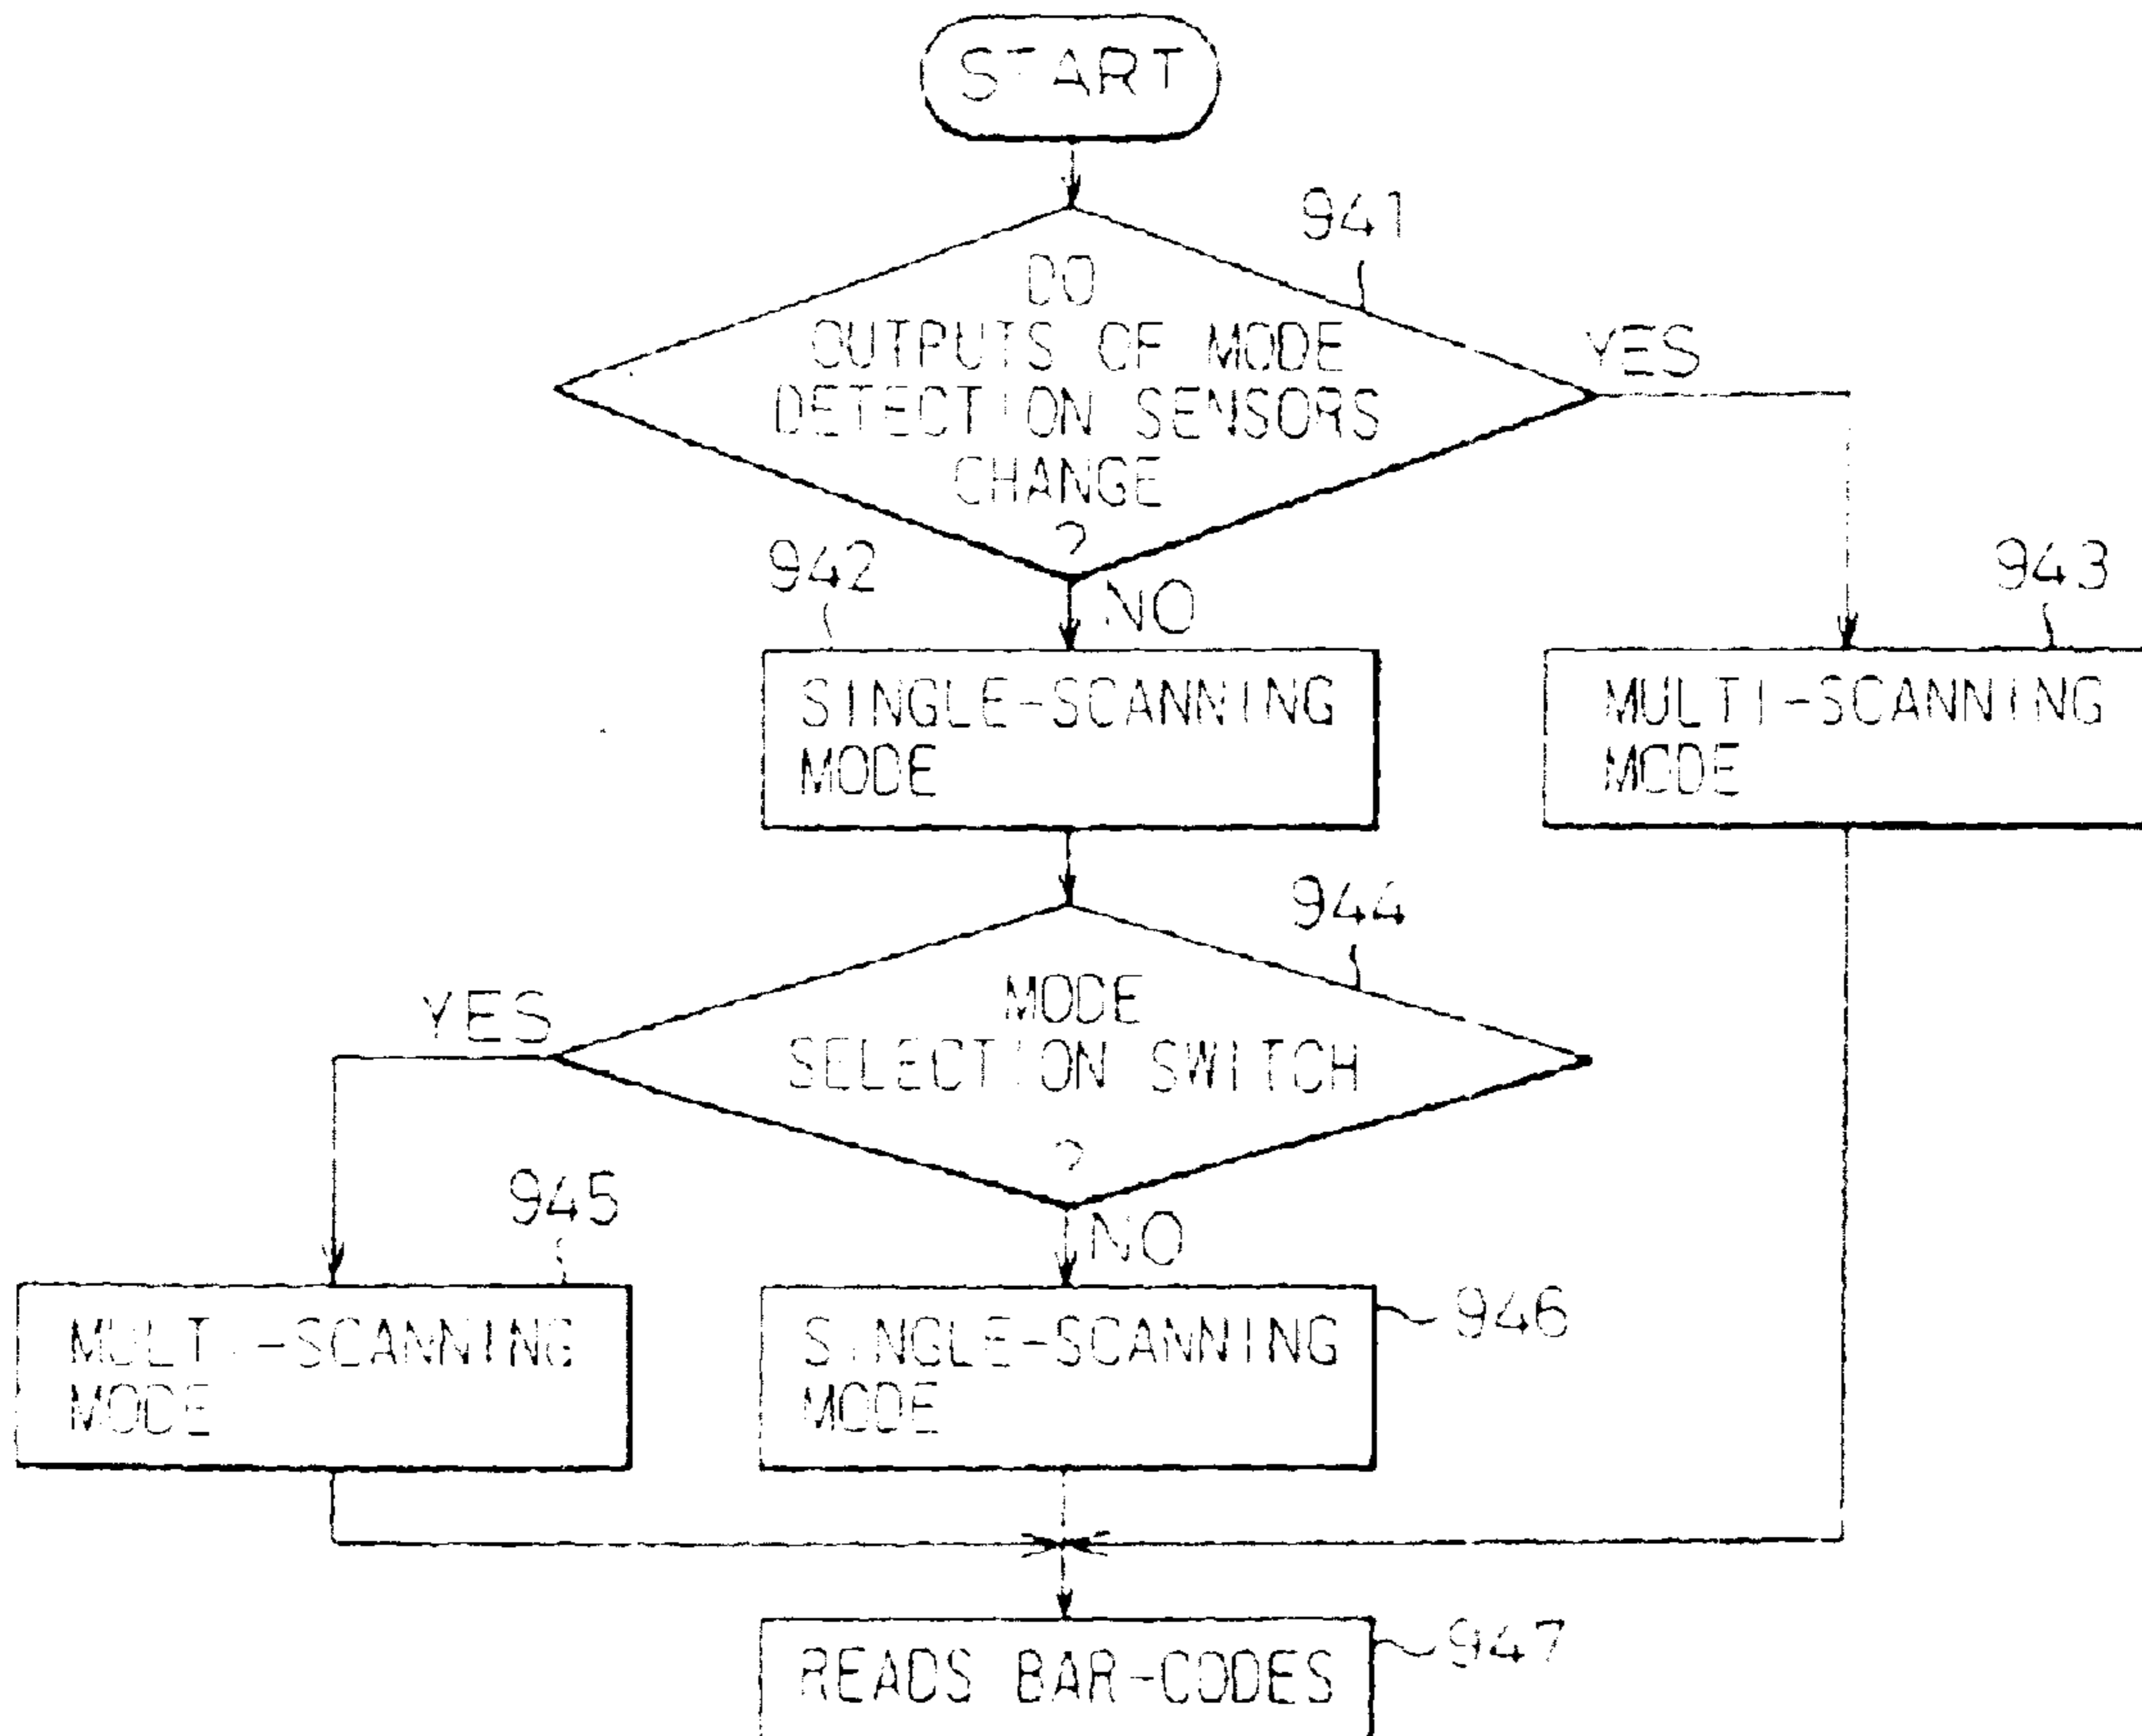 START
941
DO
OUTPUTS OF MODE
DETECTION SENSORS
CHANGE
?
YES
942
NO
943
SINGLE-SCANNING
MODE
MULTI-SCANNING
MODE
944
MODE
SELECTION SWITCH
?
YES
945
NO
MULTI-SCANNING
MODE
SINGLE-SCANNING
MODE
946
READS BAR-CODES
947